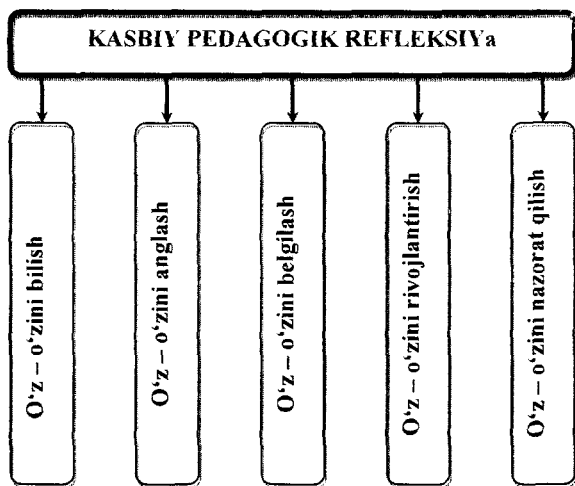 KASBIY PEDAGOGIK REFLEKSIYa
O‘z – o‘zini bilish
O‘z – o‘zini anglash
O‘z – o‘zini belgilash
O‘z – o‘zini rivojlantirish
O‘z – o‘zini nazorat qilish